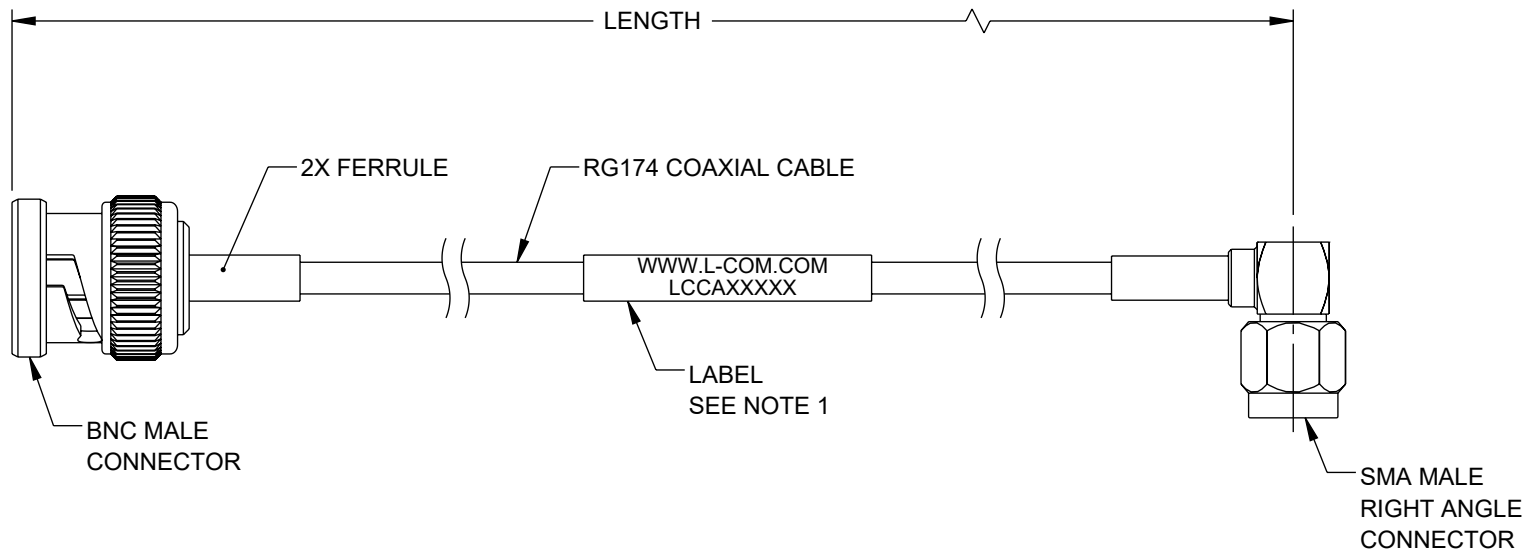 LENGTH
2X FERRULE
RG174 COAXIAL CABLE
WWW.L-COM.COM
LCCAXXXXX
LABEL
SEE NOTE 1
BNC MALE
CONNECTOR
SMA MALE
RIGHT ANGLE
CONNECTOR